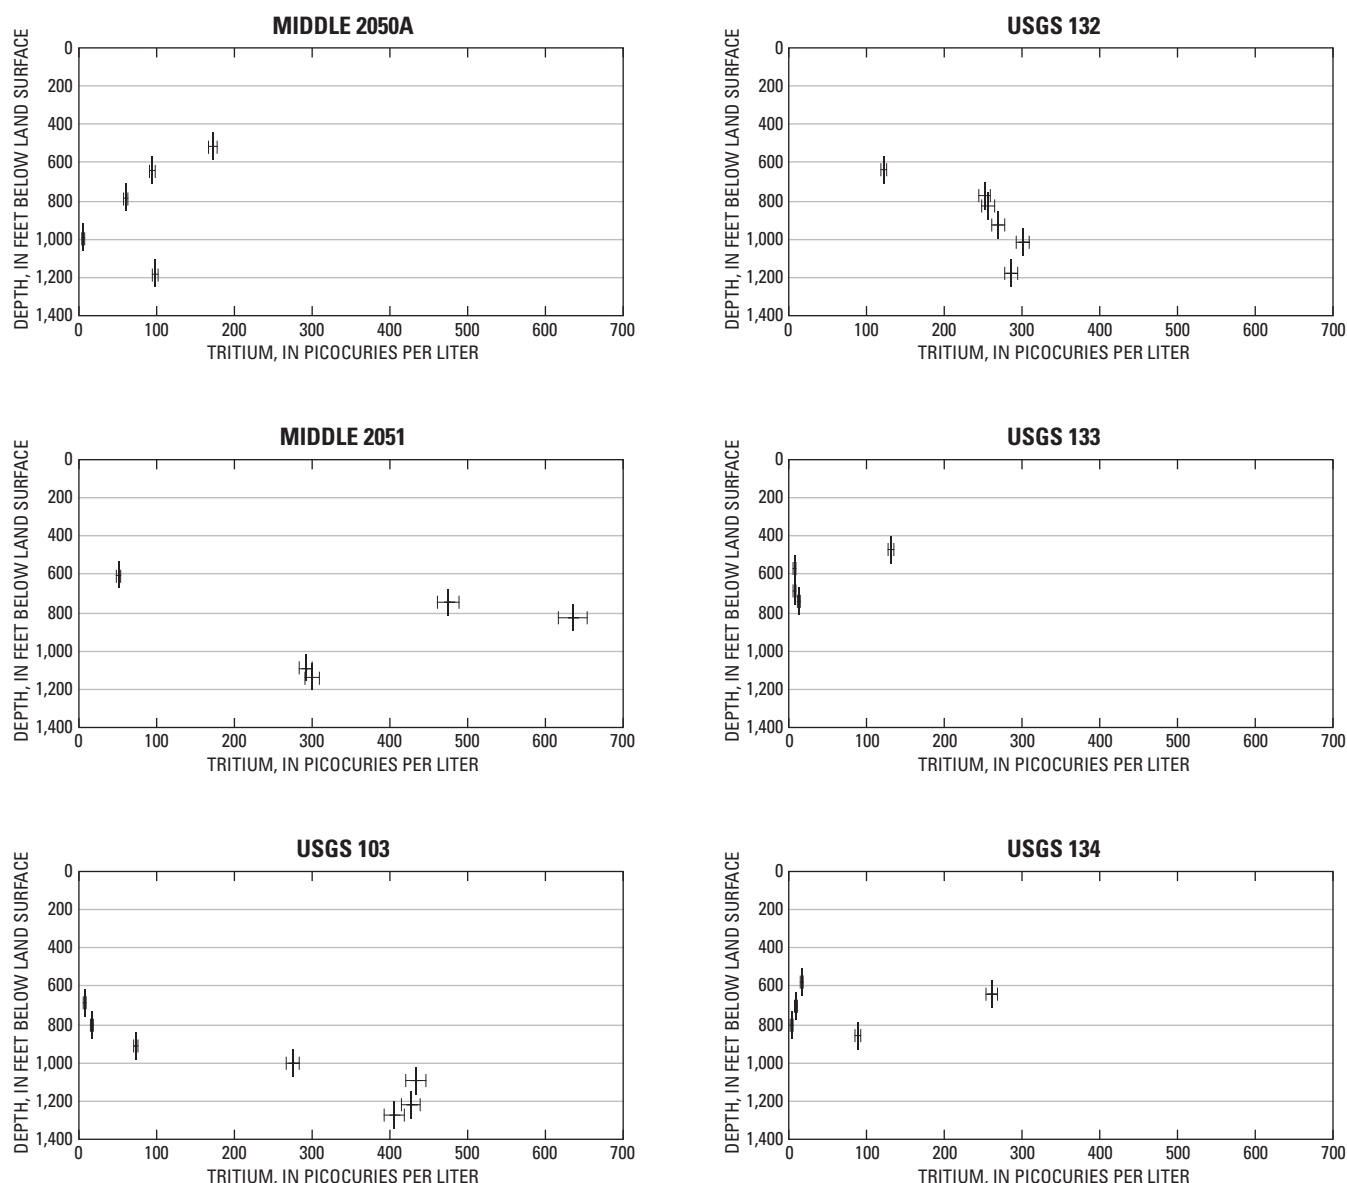 MIDDLE 2050A
DEPTH, IN FEET BELOW LAND SURFACE
0
200
400
600
800
1,000
1,200
1,400
0 100 200 300 400 500 600 700
TRITIUM, IN PICOCURIES PER LITER
USGS 132
DEPTH, IN FEET BELOW LAND SURFACE
0
200
400
600
800
1,000
1,200
1,400
0 100 200 300 400 500 600 700
TRITIUM, IN PICOCURIES PER LITER
MIDDLE 2051
DEPTH, IN FEET BELOW LAND SURFACE
0
200
400
600
800
1,000
1,200
1,400
0 100 200 300 400 500 600 700
TRITIUM, IN PICOCURIES PER LITER
USGS 133
DEPTH, IN FEET BELOW LAND SURFACE
0
200
400
600
800
1,000
1,200
1,400
0 100 200 300 400 500 600 700
TRITIUM, IN PICOCURIES PER LITER
USGS 103
DEPTH, IN FEET BELOW LAND SURFACE
0
200
400
600
800
1,000
1,200
1,400
0 100 200 300 400 500 600 700
TRITIUM, IN PICOCURIES PER LITER
USGS 134
DEPTH, IN FEET BELOW LAND SURFACE
0
200
400
600
800
1,000
1,200
1,400
0 100 200 300 400 500 600 700
TRITIUM, IN PICOCURIES PER LITER